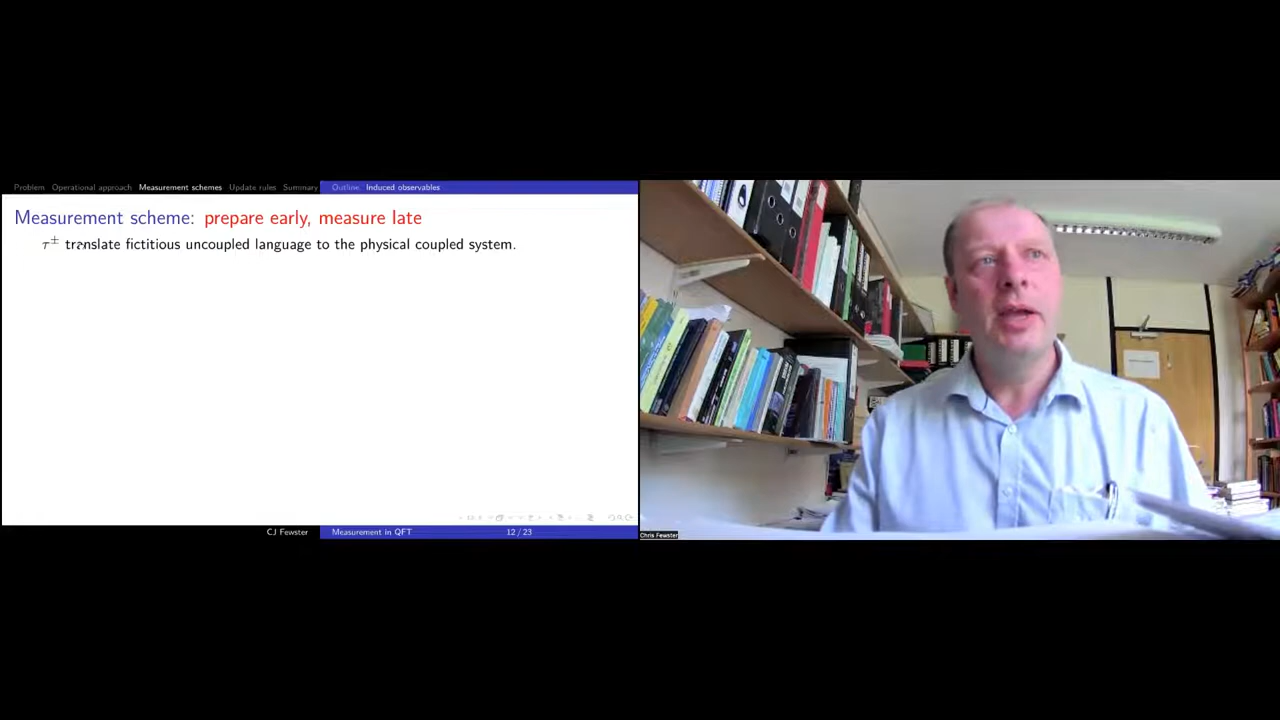 Problem Operational approach Measurement schemes Update rules Summary Outline Induced observables
Measurement scheme: prepare early, measure late
τ± translate fictitious uncoupled language to the physical coupled system.
CJ Fewster Measurement in QFT 12 / 23
Chris Fewster